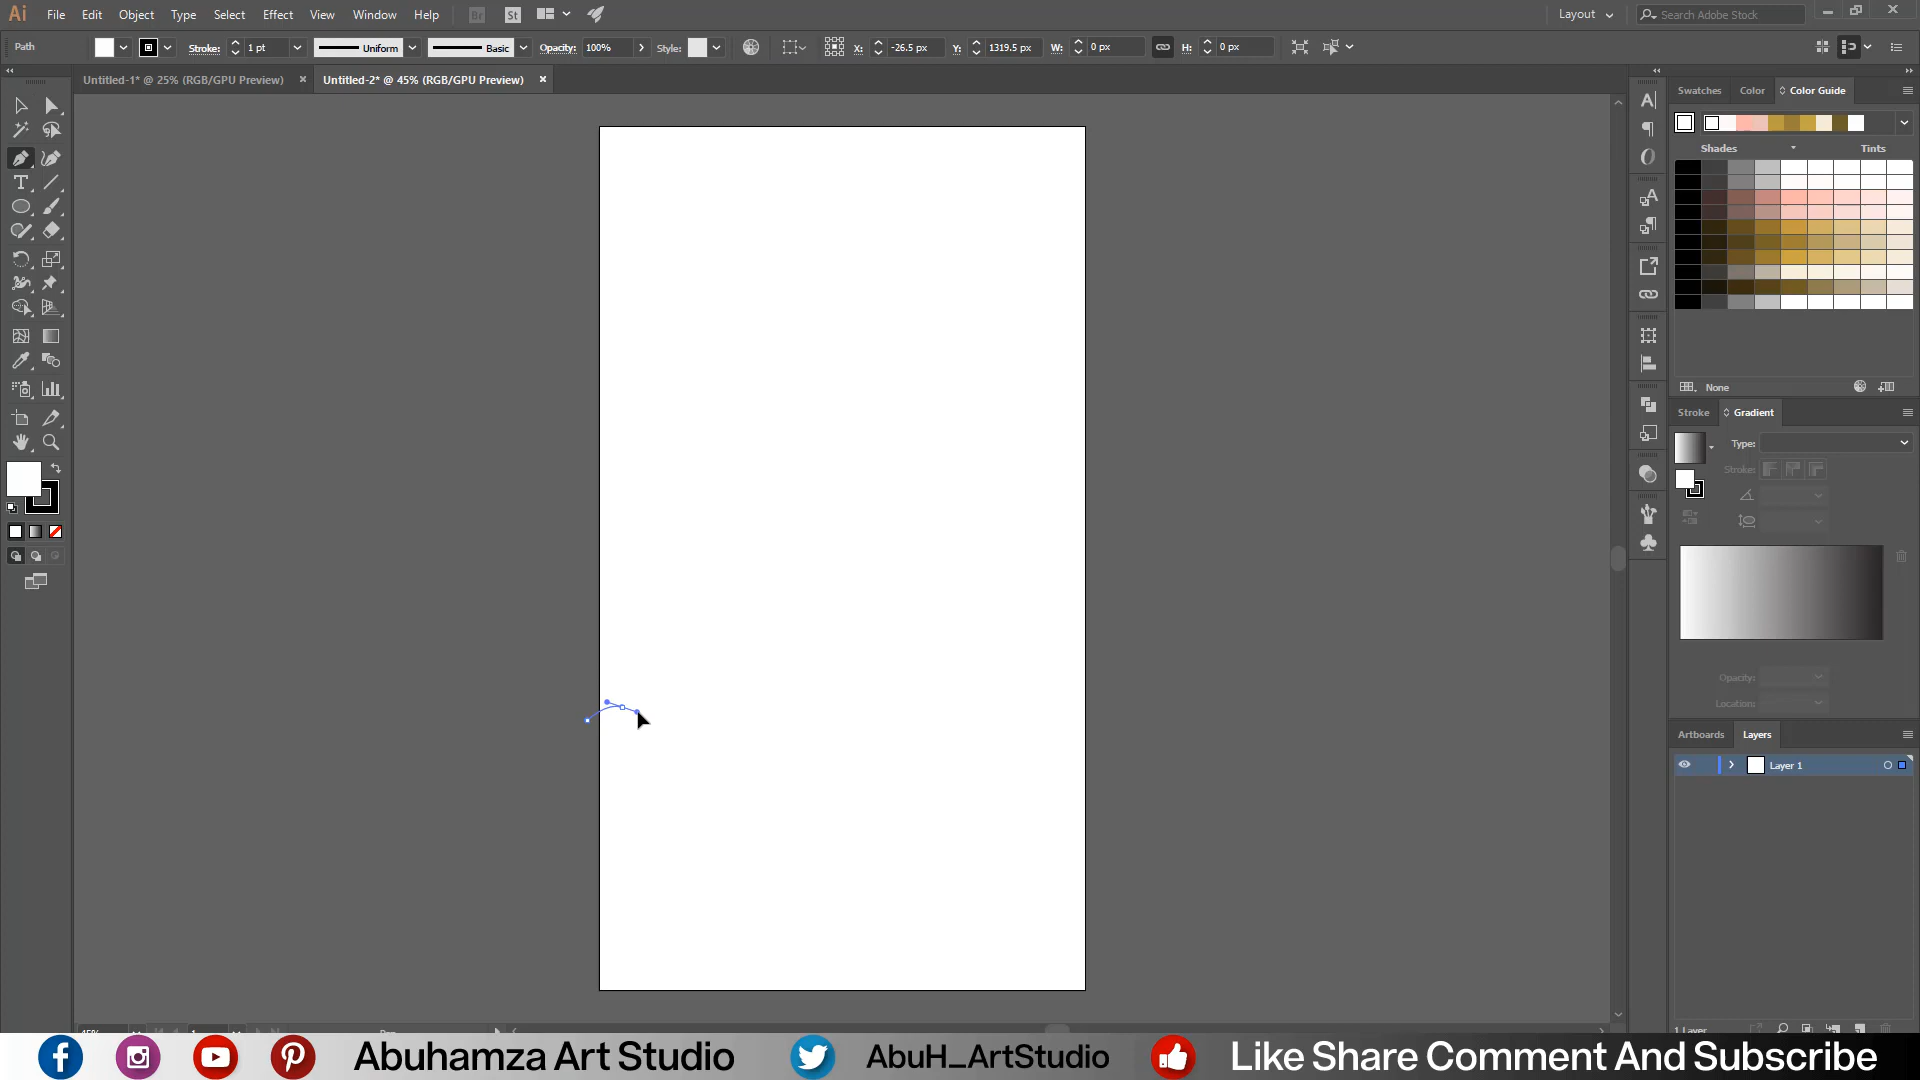 Ai File Edit Object Type Select Effect View Window Help Br St Layout Search Adobe Stock
Path Stroke: 1 pt Uniform Basic Opacity: 100% Style: X: -26.5 px Y: 1319.5 px W: 0 px H: 0 px
Untitled-1* @ 25% (RGB/GPU Preview) Untitled-2* @ 45% (RGB/GPU Preview)
Swatches Color Color Guide
Shades Tints
None
Stroke Gradient
Type:
Stroke:
Opacity:
Location:
Artboards Layers
Layer 1
1 Layer
Abuhamza Art Studio AbuH_ArtStudio Like Share Comment And Subscribe